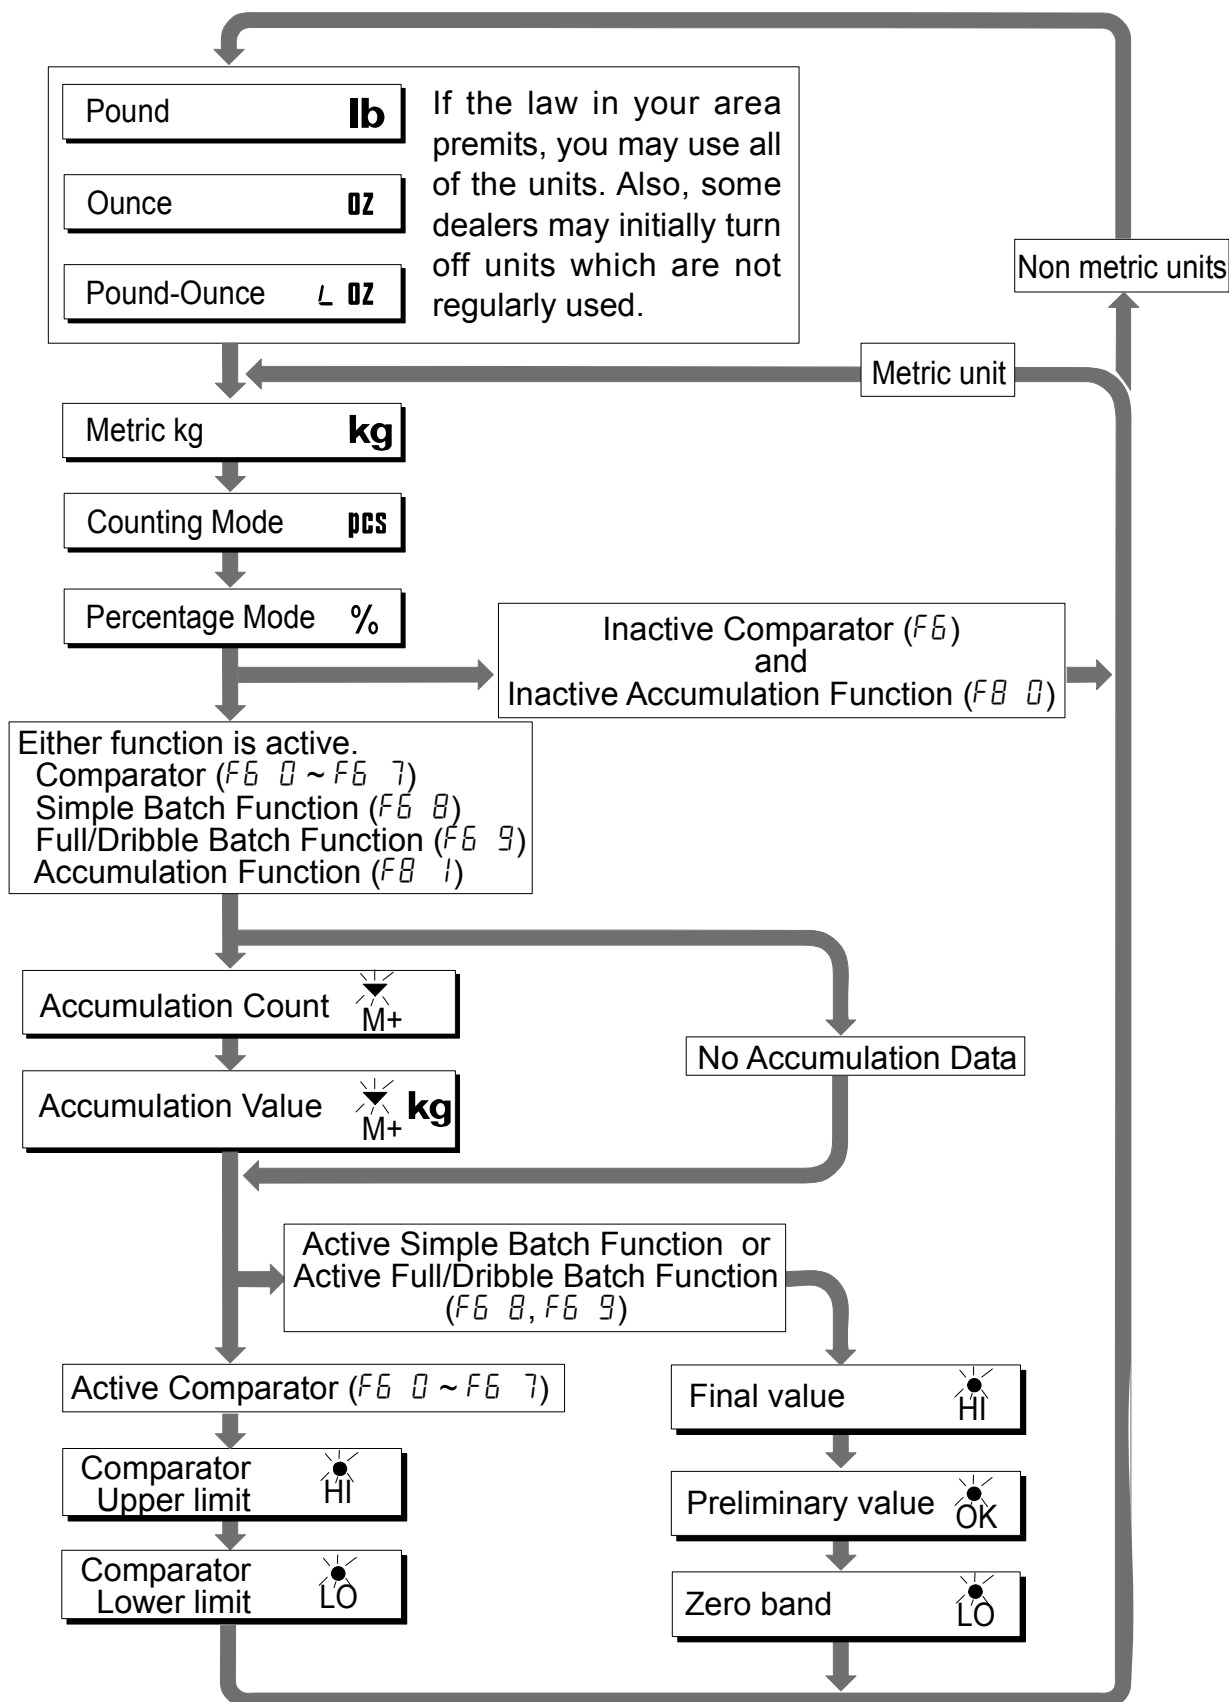 Pound lb
Ounce oz
Pound-Ounce L oz
If the law in your area
premits, you may use all
of the units. Also, some
dealers may initially turn
off units which are not
regularly used.
Non metric units
Metric unit
Metric kg kg
Counting Mode pcs
Percentage Mode %
Inactive Comparator (F6)
and
Inactive Accumulation Function (F8 0)
Either function is active.
Comparator (F6 0 ~ F6 7)
Simple Batch Function (F6 8)
Full/Dribble Batch Function (F6 9)
Accumulation Function (F8 1)
Accumulation Count M+
Accumulation Value M+ kg
No Accumulation Data
Active Simple Batch Function or
Active Full/Dribble Batch Function
(F6 8, F6 9)
Active Comparator (F6 0 ~ F6 7)
Comparator
Upper limit HI
Comparator
Lower limit LO
Final value HI
Preliminary value OK
Zero band LO